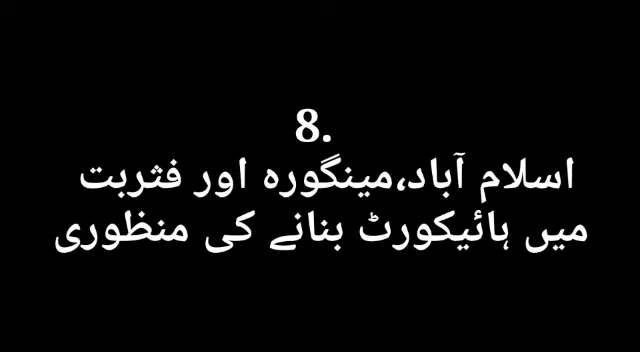 8.
اسلام آباد،مینگورہ اور فثربت
میں ہائیکورٹ بنانے کی منظوری